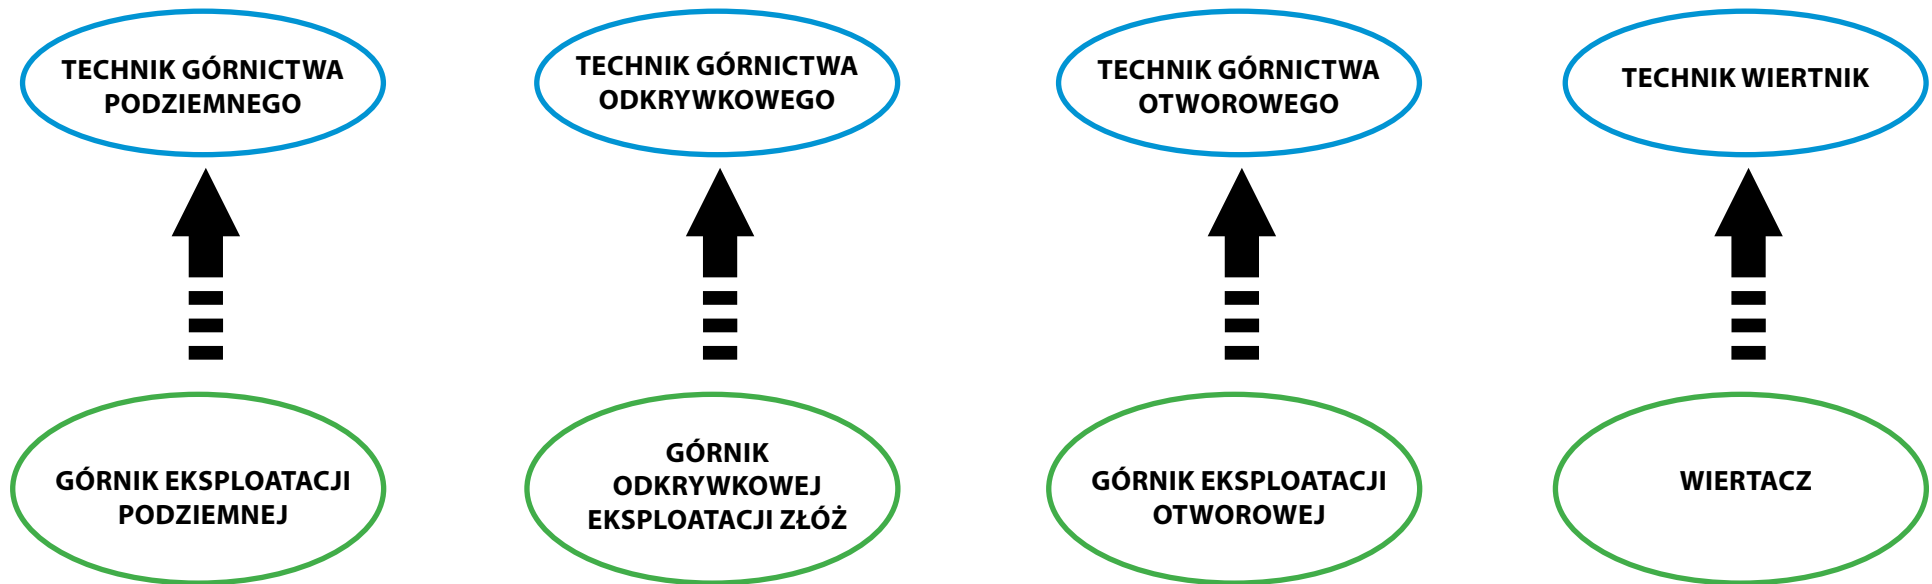 TECHNIK GÓRNICTWA
PODZIEMNEGO
TECHNIK GÓRNICTWA
ODKRYWKOWEGO
TECHNIK GÓRNICTWA
OTWOROWEGO
TECHNIK WIERTNIK
GÓRNIK EKSPLOATACJI
PODZIEMNEJ
GÓRNIK
ODKRYWKOWEJ
EKSPLOATACJI ZŁÓŻ
GÓRNIK EKSPLOATACJI
OTWOROWEJ
WIERTACZ